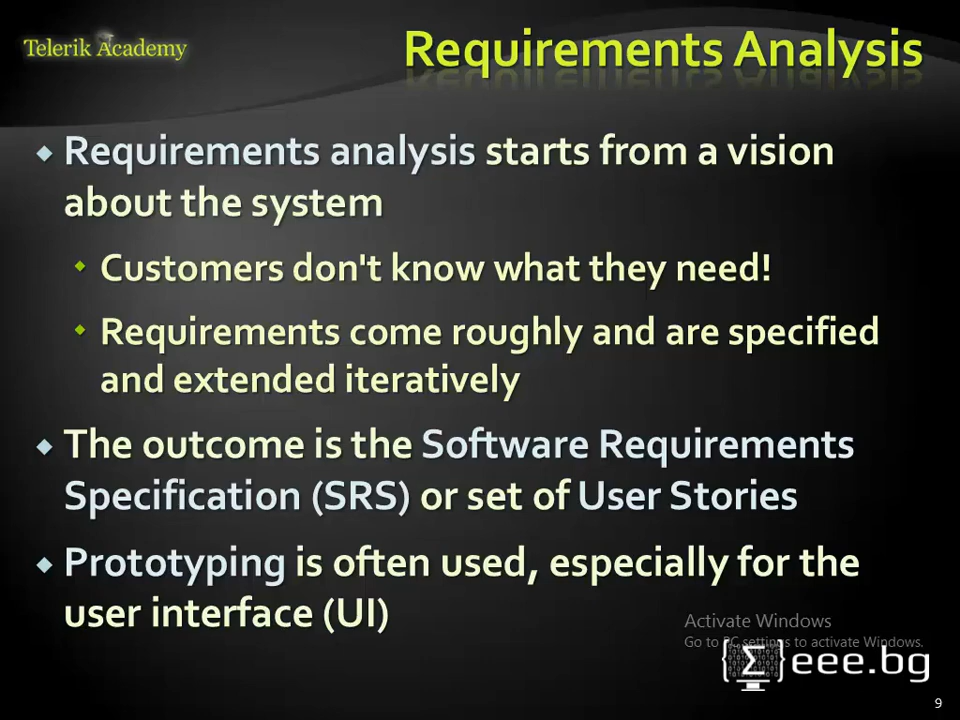 Telerik Academy
Requirements Analysis
Requirements analysis starts from a vision
about the system
Customers don't know what they need!
Requirements come roughly and are specified
and extended iteratively
The outcome is the Software Requirements
Specification (SRS) or set of User Stories
Prototyping is often used, especially for the
user interface (UI)
Activate Windows
Go to PC settings to activate Windows.
{Σ} eee.bg
9